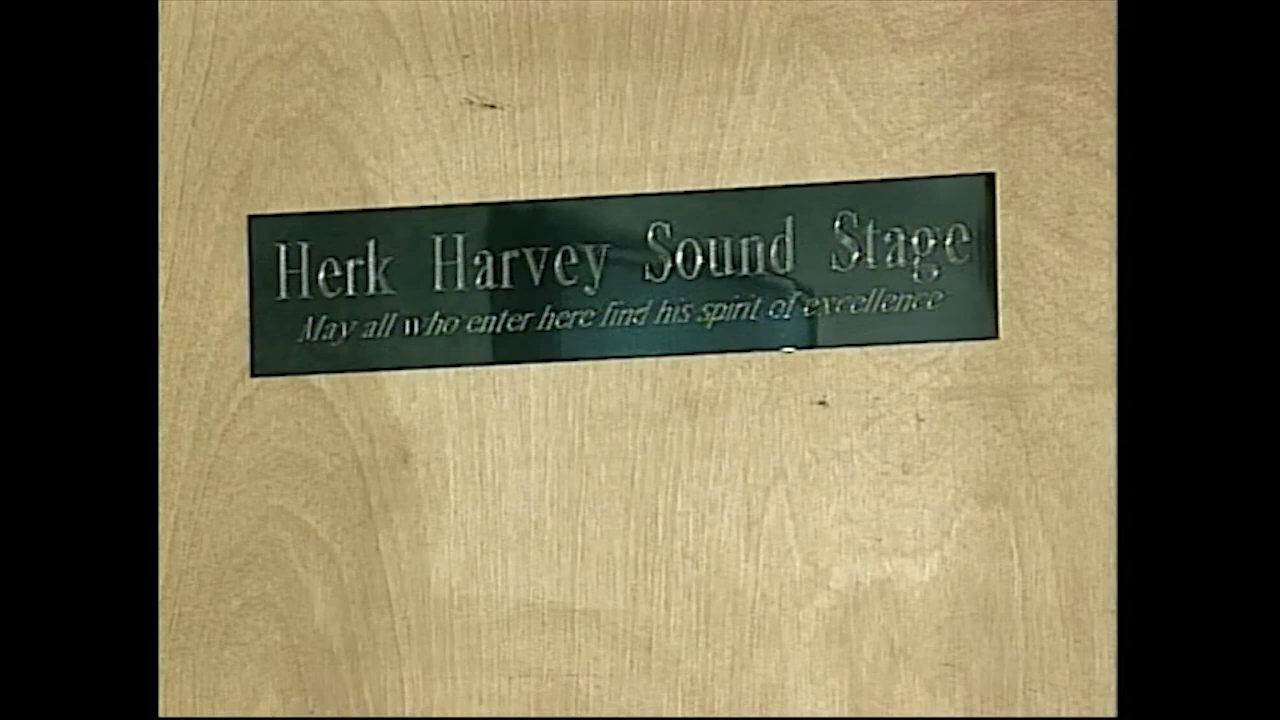 Herk Harvey Sound Stage
May all who enter here find his spirit of excellence